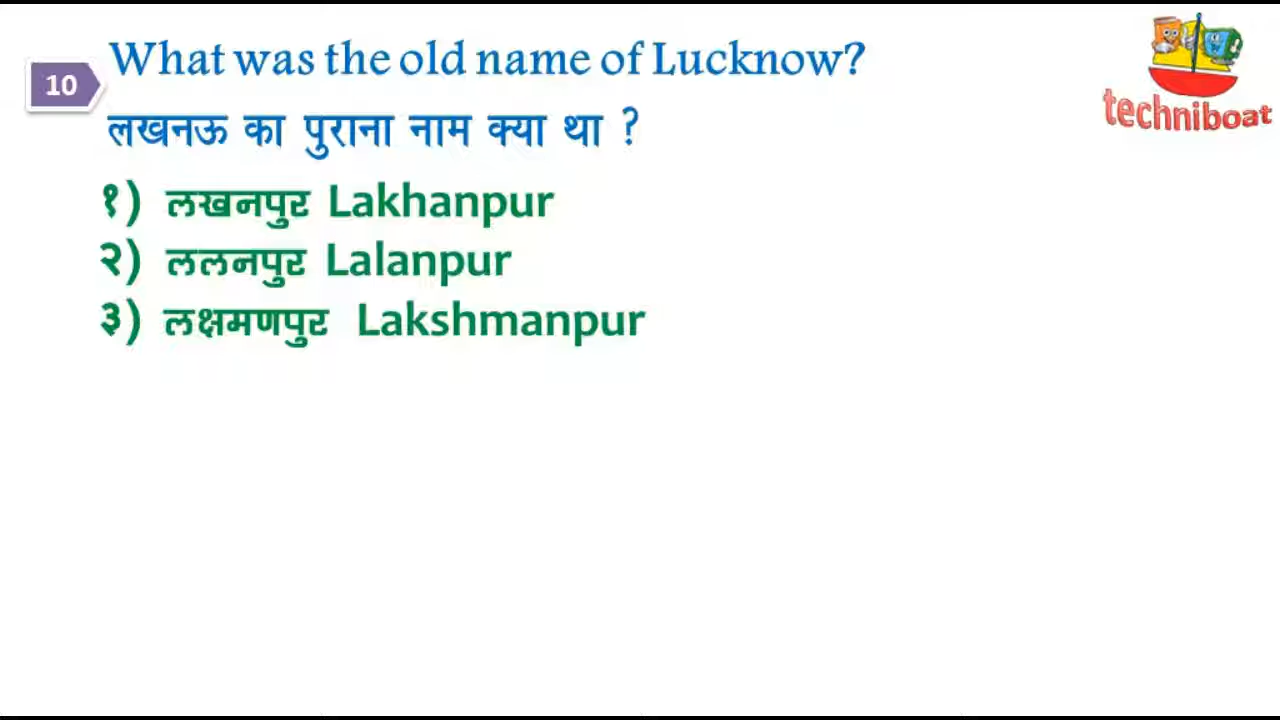 10
What was the old name of Lucknow?
लखनऊ का पुराना नाम क्या था ?
१) लखनपुर Lakhanpur
२) ललनपुर Lalanpur
३) लक्षमणपुर Lakshmanpur
techniboat